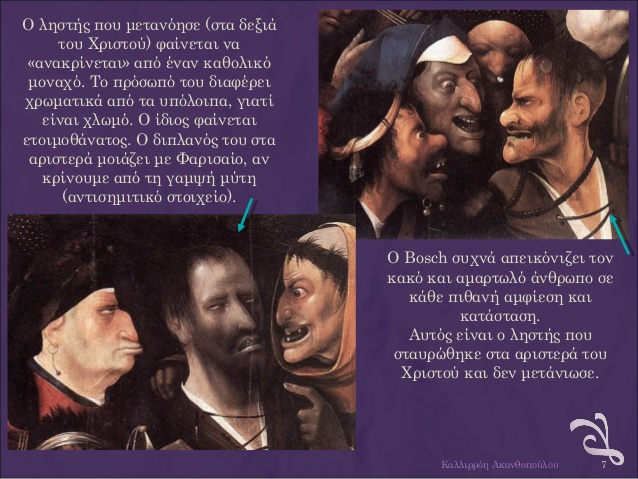 Ο ληστής που μετανόησε (στα δεξιά
του Χριστού) φαίνεται να
«ανακρίνεται» από έναν καθολικό
μοναχό. Το πρόσωπό του διαφέρει
χρωματικά από τα υπόλοιπα, γιατί
είναι χλωμό. Ο ίδιος φαίνεται
ετοιμοθάνατος. Ο διπλανός του στα
αριστερά μοιάζει με Φαρισαίο, αν
κρίνουμε από τη γαμψή μύτη
(αντισημιτικό στοιχείο).
Ο Bosch συχνά απεικόνιζει τον
κακό και αμαρτωλό άνθρωπο σε
κάθε πιθανή αμφίεση και
κατάσταση.
Αυτός είναι ο ληστής που
σταυρώθηκε στα αριστερά του
Χριστού και δεν μετάνιωσε.
Καλλιρρόη Ακανθοπούλου
7